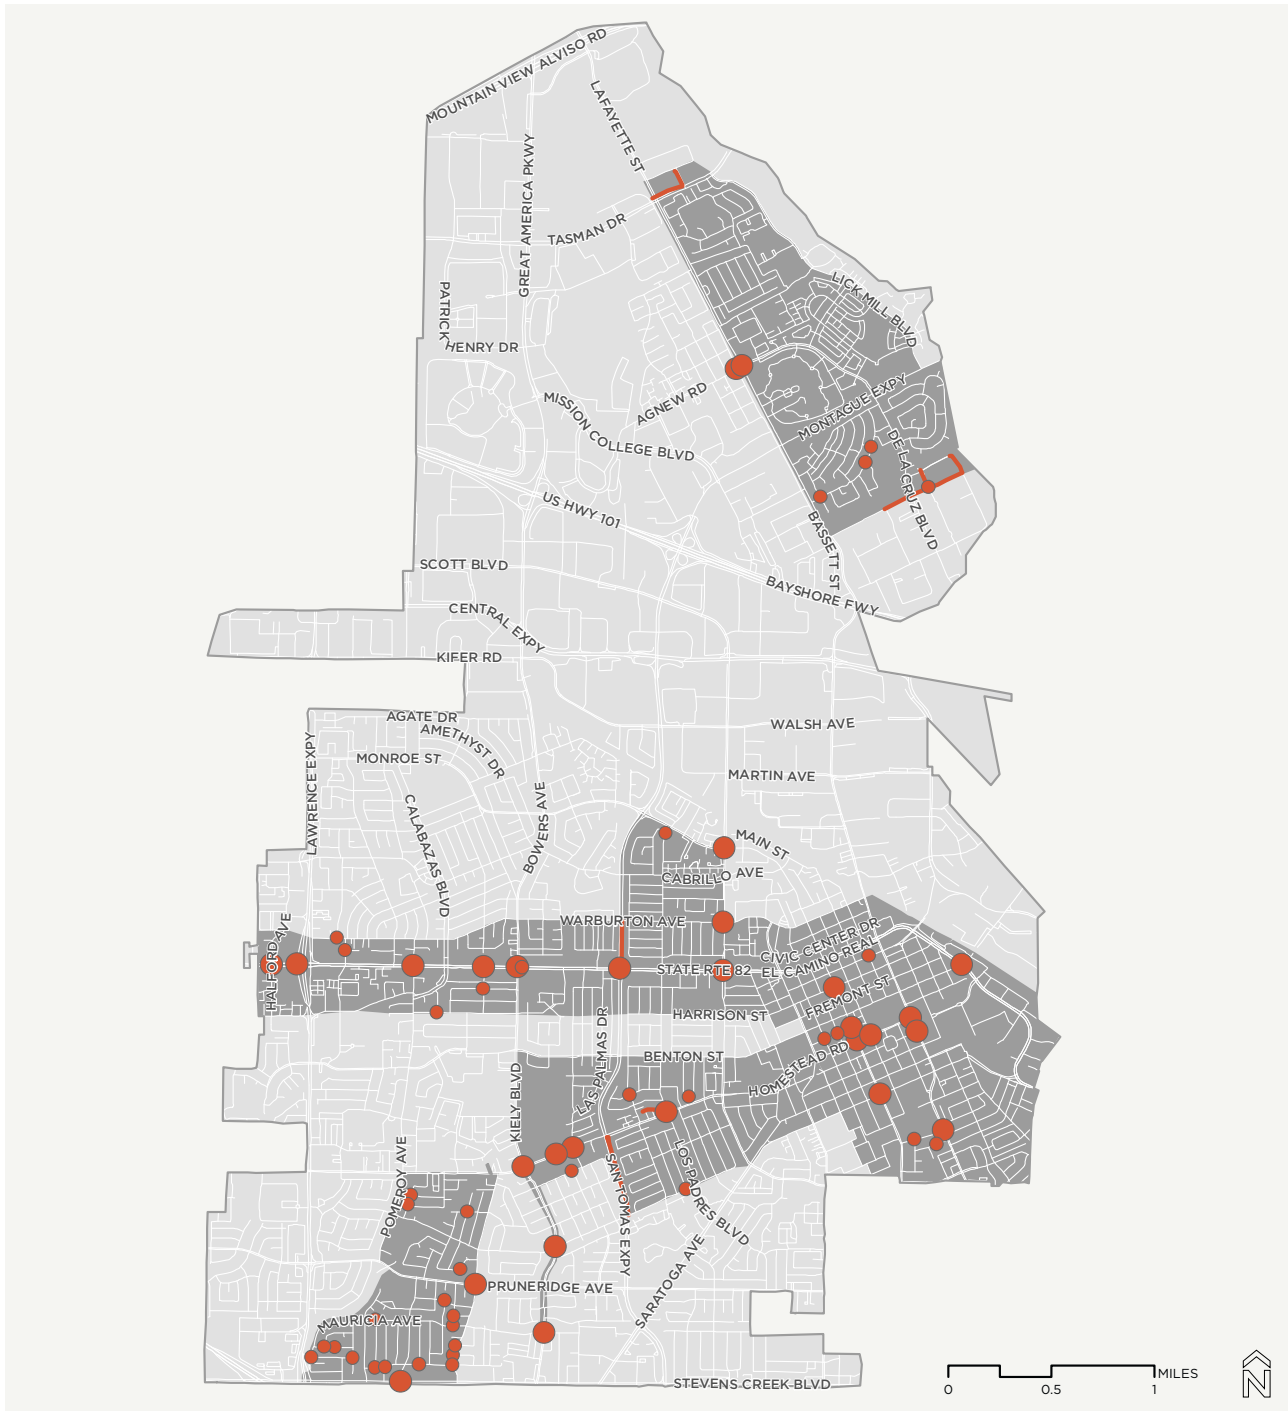 MOUNTAIN VIEW ALVISO RD
LAFAYETTE ST
GREAT AMERICA PKWY
TASMAN DR
LICK MILL BLVD
PATRICK
HENRY DR
MONTAGUE EXPY
AGNEW RD
MISSION COLLEGE BLVD
DE LA CRUZ BLVD
US HWY 101
BASSETT ST
SCOTT BLVD
BAYSHORE FWY
CENTRAL EXPY
KIFER RD
AGATE DR
AMETHYST DR
WALSH AVE
LAWRENCE EXPY
MONROE ST
MARTIN AVE
CALABAZAS BLVD
BOWERS AVE
MAIN ST
CABRILLO AVE
WARBURTON AVE
HALFORD AVE
CIVIC CENTER DR
STATE RTE 82
EL CAMINO REAL
FREMONT ST
HARRISON ST
LAS PALMAS DR
BENTON ST
HOMESTEAD RD
KIELY BLVD
POMEROY AVE
SAN TOMAS EXPY
LOS PADRES BLVD
SARATOGA AVE
PRUNERIDGE AVE
MAURICIA AVE
STEVENS CREEK BLVD
MILES
0 0.5 1
N